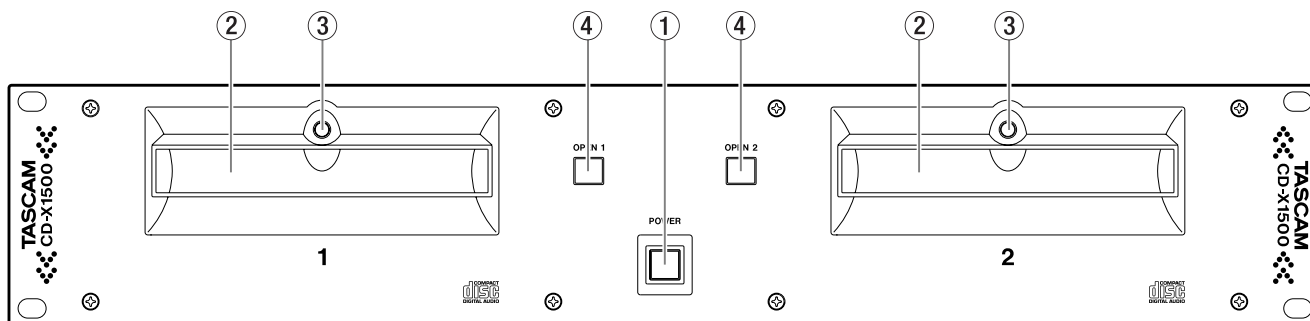 ② ③ ④ ① ④ ② ③
TASCAM
CD-X1500
OPEN 1
OPEN 2
POWER
1
2
COMPACT
disc
DIGITAL AUDIO
COMPACT
disc
DIGITAL AUDIO
TASCAM
CD-X1500